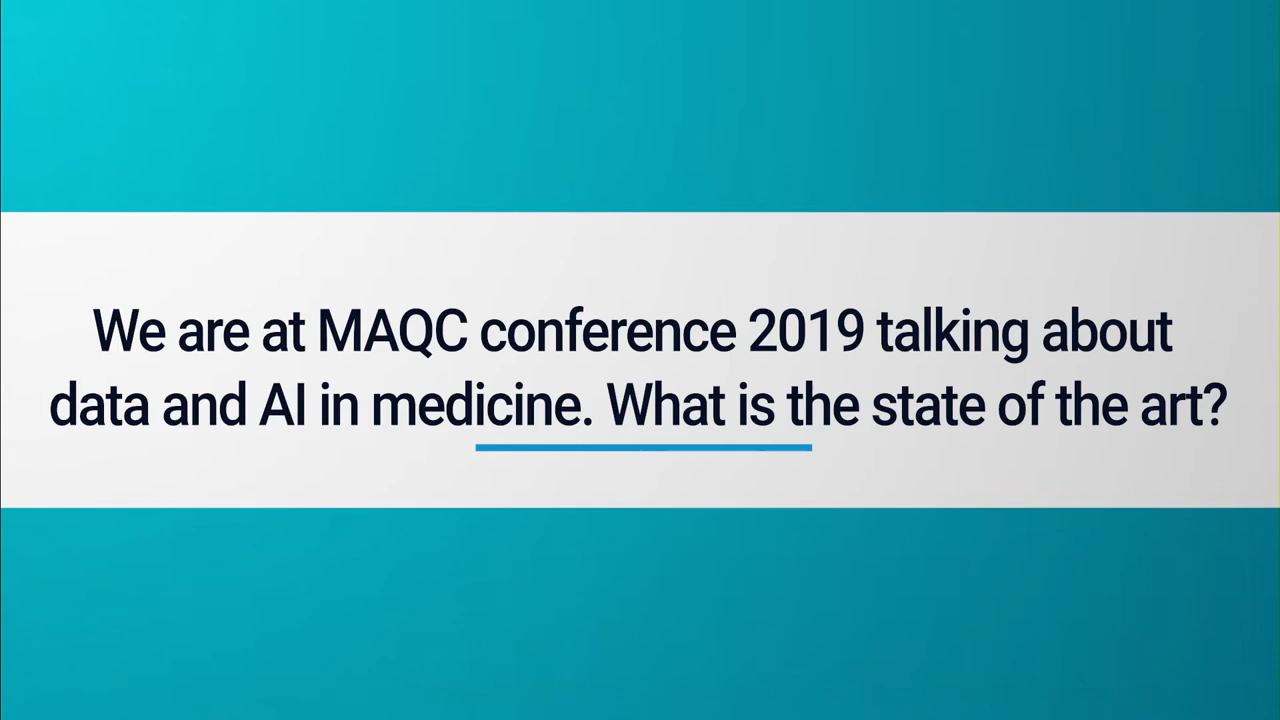 We are at MAQC conference 2019 talking about
data and AI in medicine. What is the state of the art?